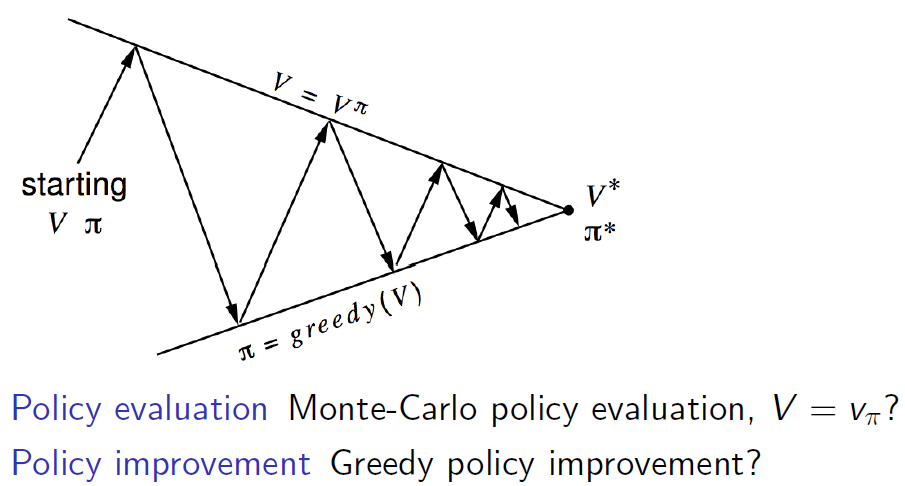 V = Vπ
starting
V π
V*
π*
π = greedy(V)
Policy evaluation Monte-Carlo policy evaluation, V = vπ?
Policy improvement Greedy policy improvement?